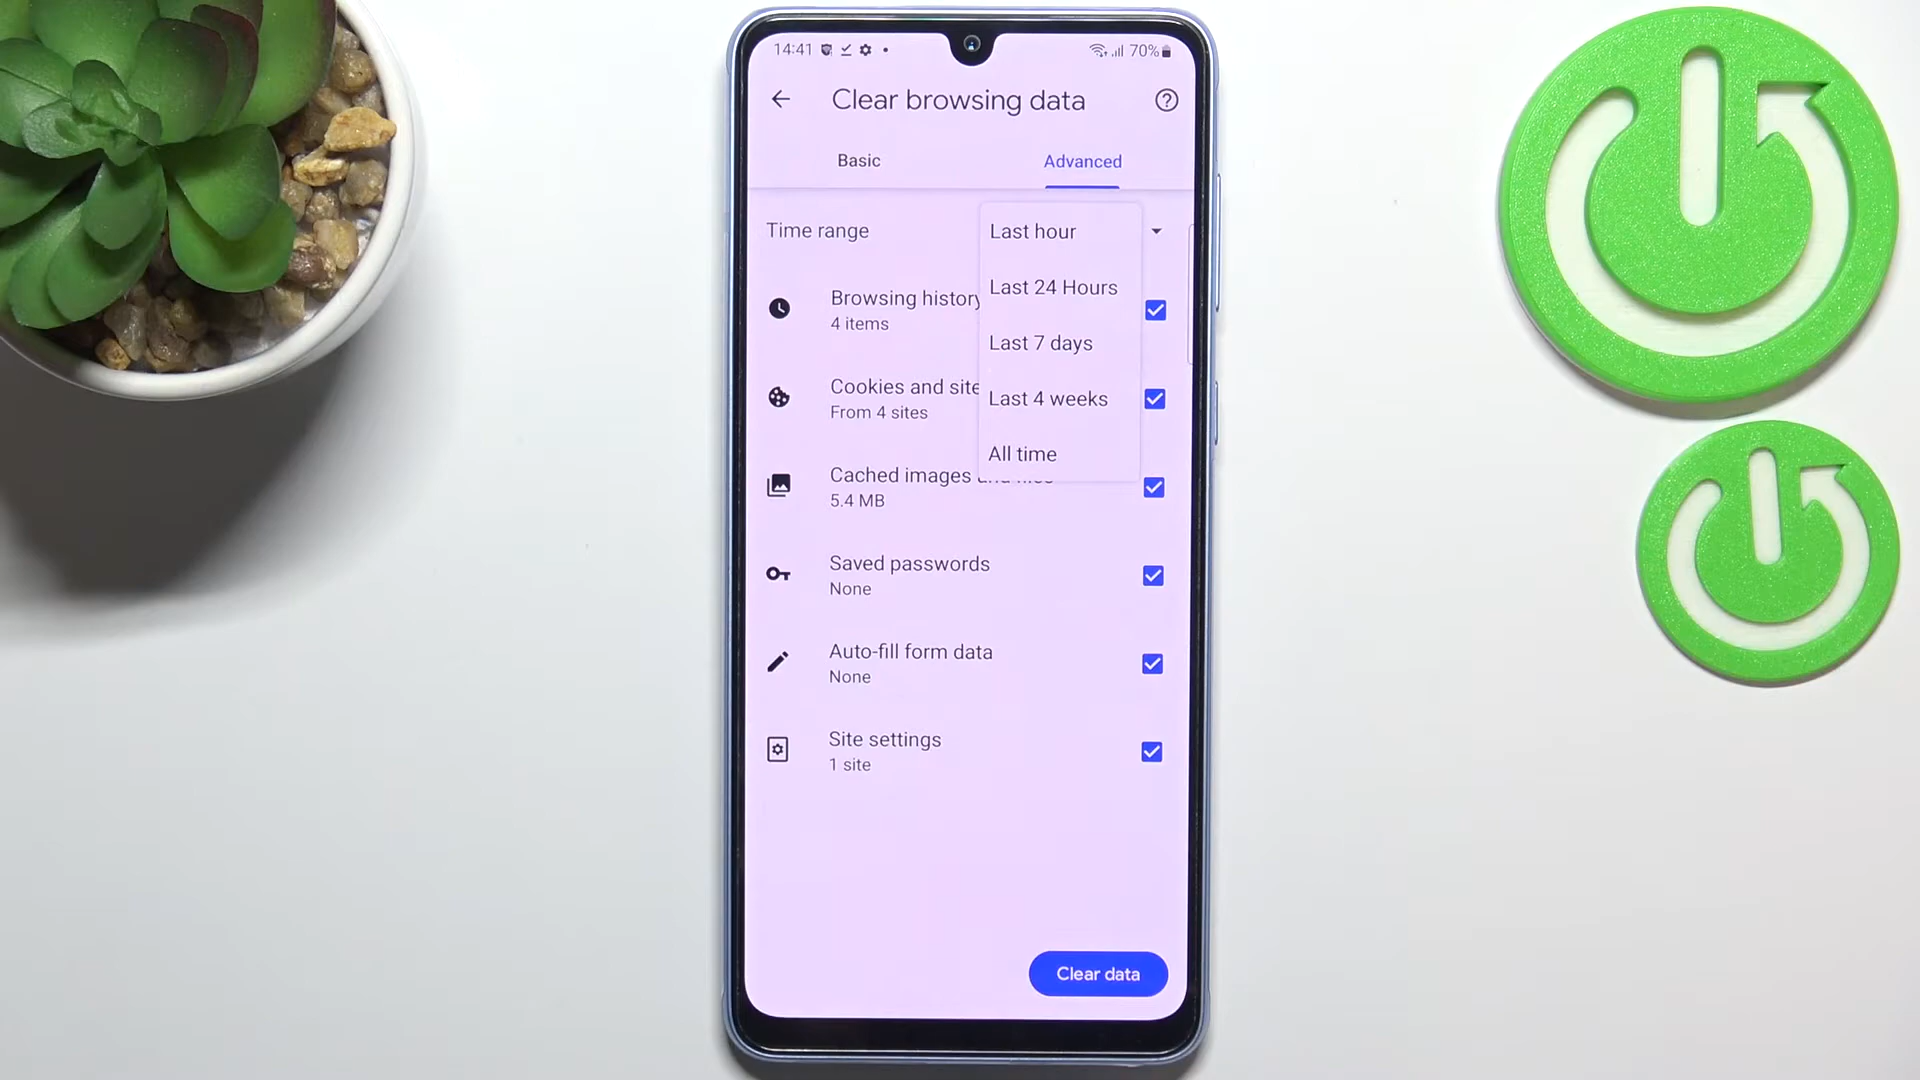 14:41
70%
Clear browsing data
Basic
Advanced
Time range
Last hour
Last 24 Hours
Last 7 days
Last 4 weeks
All time
Browsing history
4 items
Cookies and site
From 4 sites
Cached images
5.4 MB
Saved passwords
None
Auto-fill form data
None
Site settings
1 site
Clear data